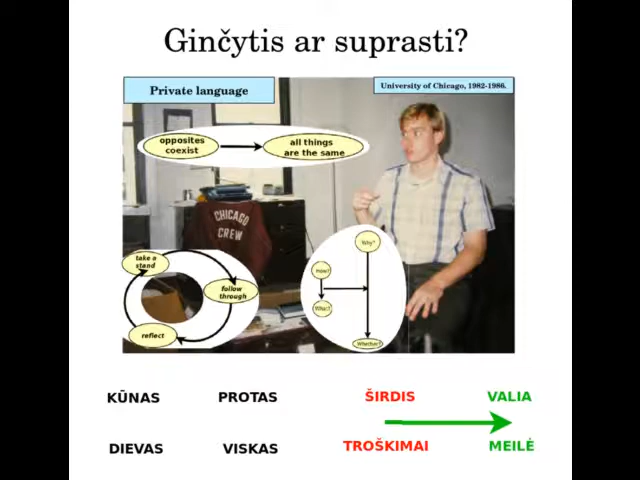 Ginčytis ar suprasti?
Private language
University of Chicago, 1982-1986.
opposites
coexist
all things
are the same
CHICAGO
CREW
take a
stand
follow
through
reflect
Why?
How?
What?
Whether?
KŪNAS PROTAS ŠIRDIS VALIA
DIEVAS VISKAS TROŠKIMAI MEILĖ